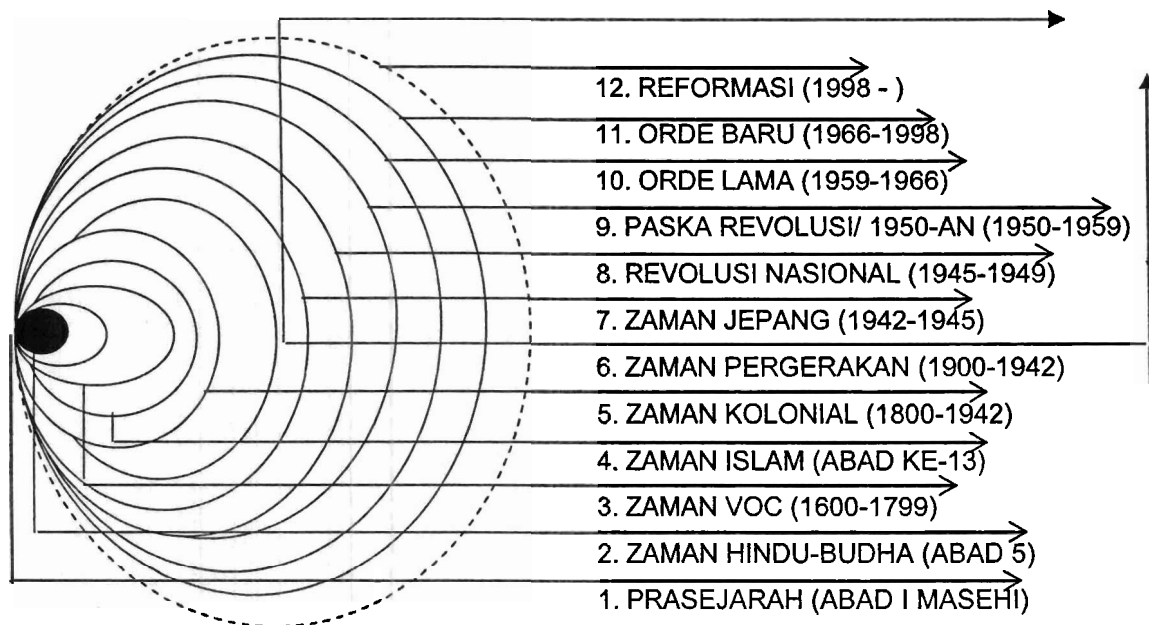 12. REFORMASI (1998 - )
11. ORDE BARU (1966-1998)
10. ORDE LAMA (1959-1966)
9. PASKA REVOLUSI/ 1950-AN (1950-1959)
8. REVOLUSI NASIONAL (1945-1949)
7. ZAMAN JEPANG (1942-1945)
6. ZAMAN PERGERAKAN (1900-1942)
5. ZAMAN KOLONIAL (1800-1942)
4. ZAMAN ISLAM (ABAD KE-13)
3. ZAMAN VOC (1600-1799)
2. ZAMAN HINDU-BUDHA (ABAD 5)
1. PRASEJARAH (ABAD I MASEHI)